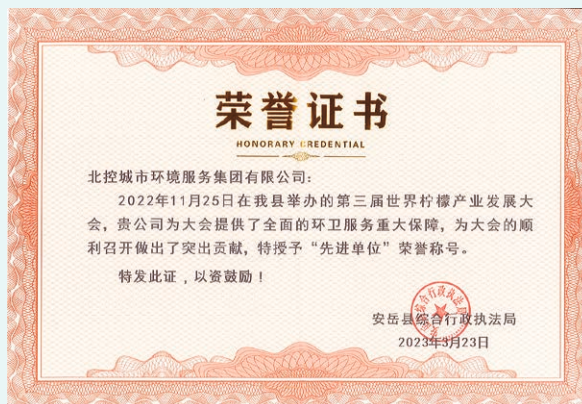 荣誉证书
HONORARY CREDENTIAL
北控城市环境服务集团有限公司:
2022年11月25日在我县举办的第三届世界柠檬产业发展大
会,贵公司为大会提供了全面的环卫服务重大保障,为大会的顺
利召开做出了突出贡献,特授予“先进单位”荣誉称号。
特发此证,以资鼓励!
安岳县综合行政执法局
2023年3月23日